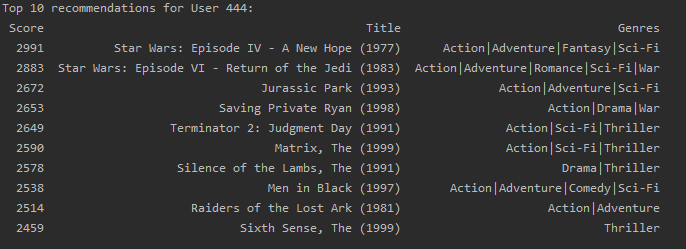 Top 10 recommendations for User 444:
Score Title Genres
2991 Star Wars: Episode IV - A New Hope (1977) Action|Adventure|Fantasy|Sci-Fi
2883 Star Wars: Episode VI - Return of the Jedi (1983) Action|Adventure|Romance|Sci-Fi|War
2672 Jurassic Park (1993) Action|Adventure|Sci-Fi
2653 Saving Private Ryan (1998) Action|Drama|War
2649 Terminator 2: Judgment Day (1991) Action|Sci-Fi|Thriller
2590 Matrix, The (1999) Action|Sci-Fi|Thriller
2578 Silence of the Lambs, The (1991) Drama|Thriller
2538 Men in Black (1997) Action|Adventure|Comedy|Sci-Fi
2514 Raiders of the Lost Ark (1981) Action|Adventure
2459 Sixth Sense, The (1999) Thriller